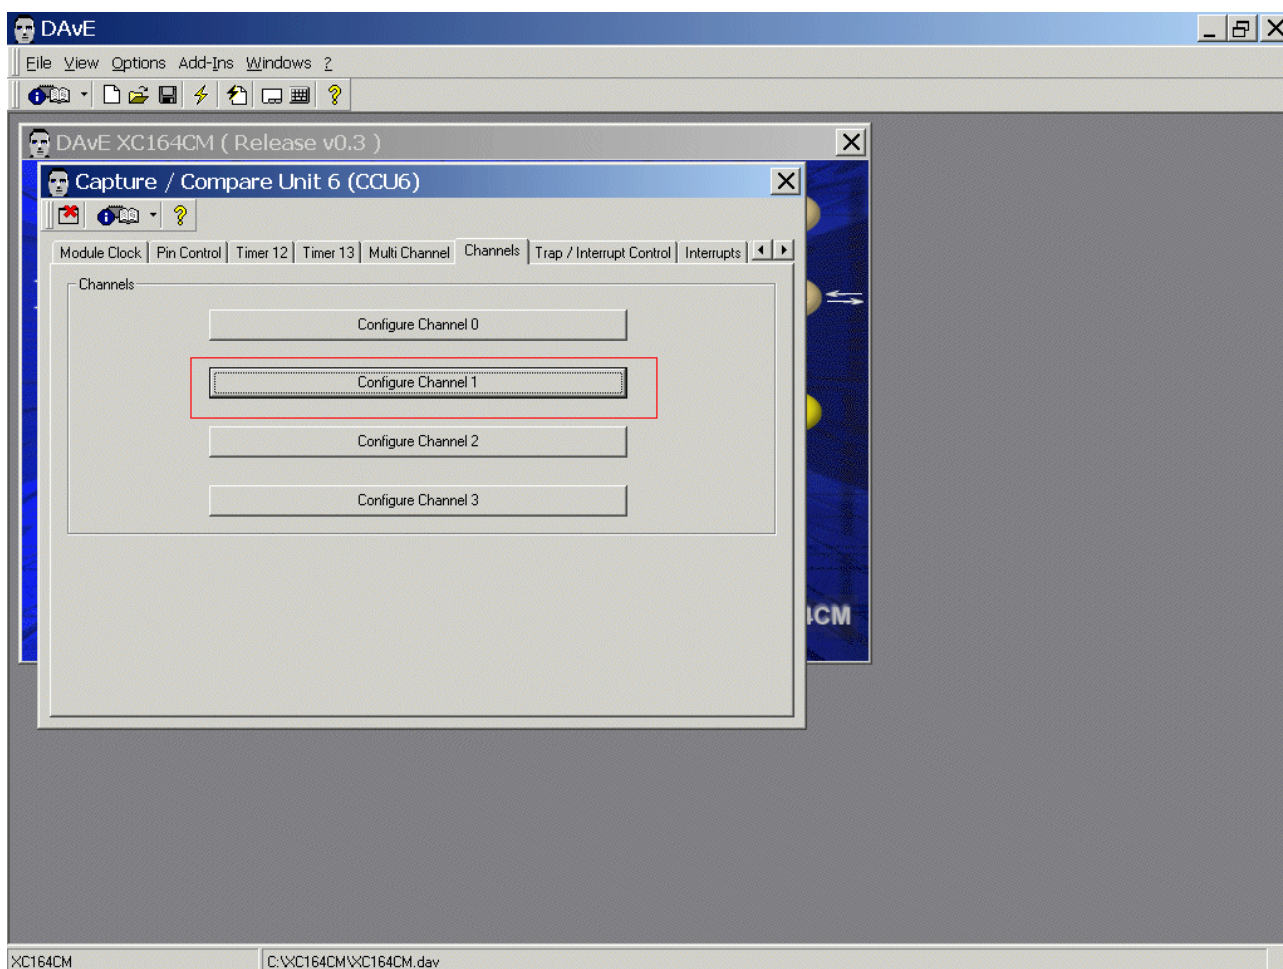 DAvE
File View Options Add-Ins Windows ?
DAvE XC164CM ( Release v0.3 )
Capture / Compare Unit 6 (CCU6)
Module Clock Pin Control Timer 12 Timer 13 Multi Channel Channels Trap / Interrupt Control Interrupts
Channels
Configure Channel 0
Configure Channel 1
Configure Channel 2
Configure Channel 3
4CM
XC164CM C:\XC164CM\XC164CM.dav